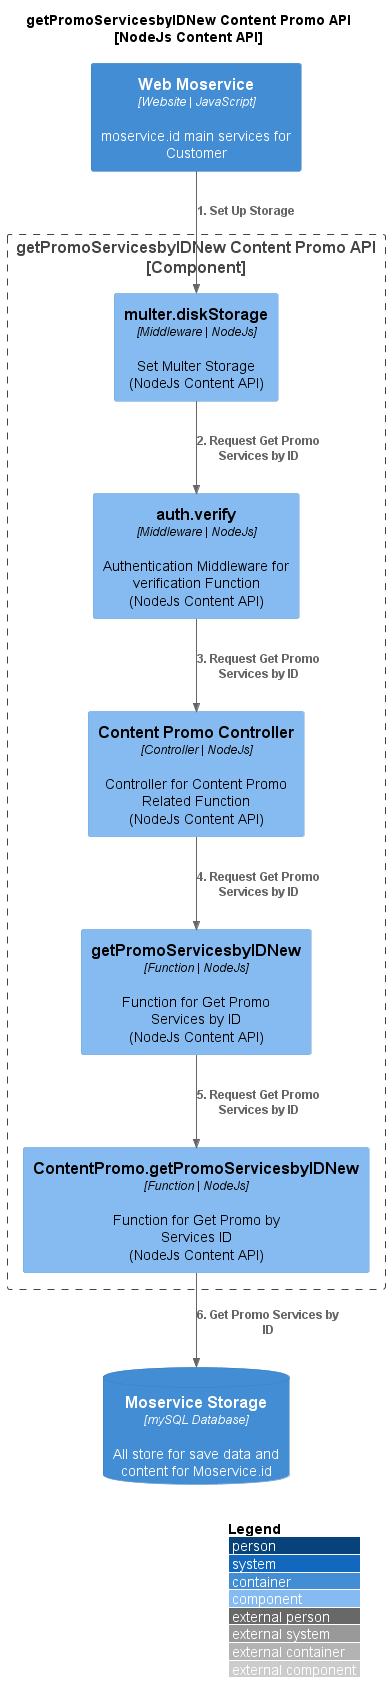 getPromoServicesbyIDNew Content Promo API
[NodeJs Content API]
Web Moservice
[Website | JavaScript]
moservice.id main services for
Customer
1. Set Up Storage
getPromoServicesbyIDNew Content Promo API
[Component]
multer.diskStorage
[Middleware | NodeJs]
Set Multer Storage
(NodeJs Content API)
2. Request Get Promo
Services by ID
auth.verify
[Middleware | NodeJs]
Authentication Middleware for
verification Function
(NodeJs Content API)
3. Request Get Promo
Services by ID
Content Promo Controller
[Controller | NodeJs]
Controller for Content Promo
Related Function
(NodeJs Content API)
4. Request Get Promo
Services by ID
getPromoServicesbyIDNew
[Function | NodeJs]
Function for Get Promo
Services by ID
(NodeJs Content API)
5. Request Get Promo
Services by ID
ContentPromo.getPromoServicesbyIDNew
[Function | NodeJs]
Function for Get Promo by
Services ID
(NodeJs Content API)
6. Get Promo Services by
ID
Moservice Storage
[mySQL Database]
All store for save data and
content for Moservice.id
Legend
person
system
container
component
external person
external system
external container
external component